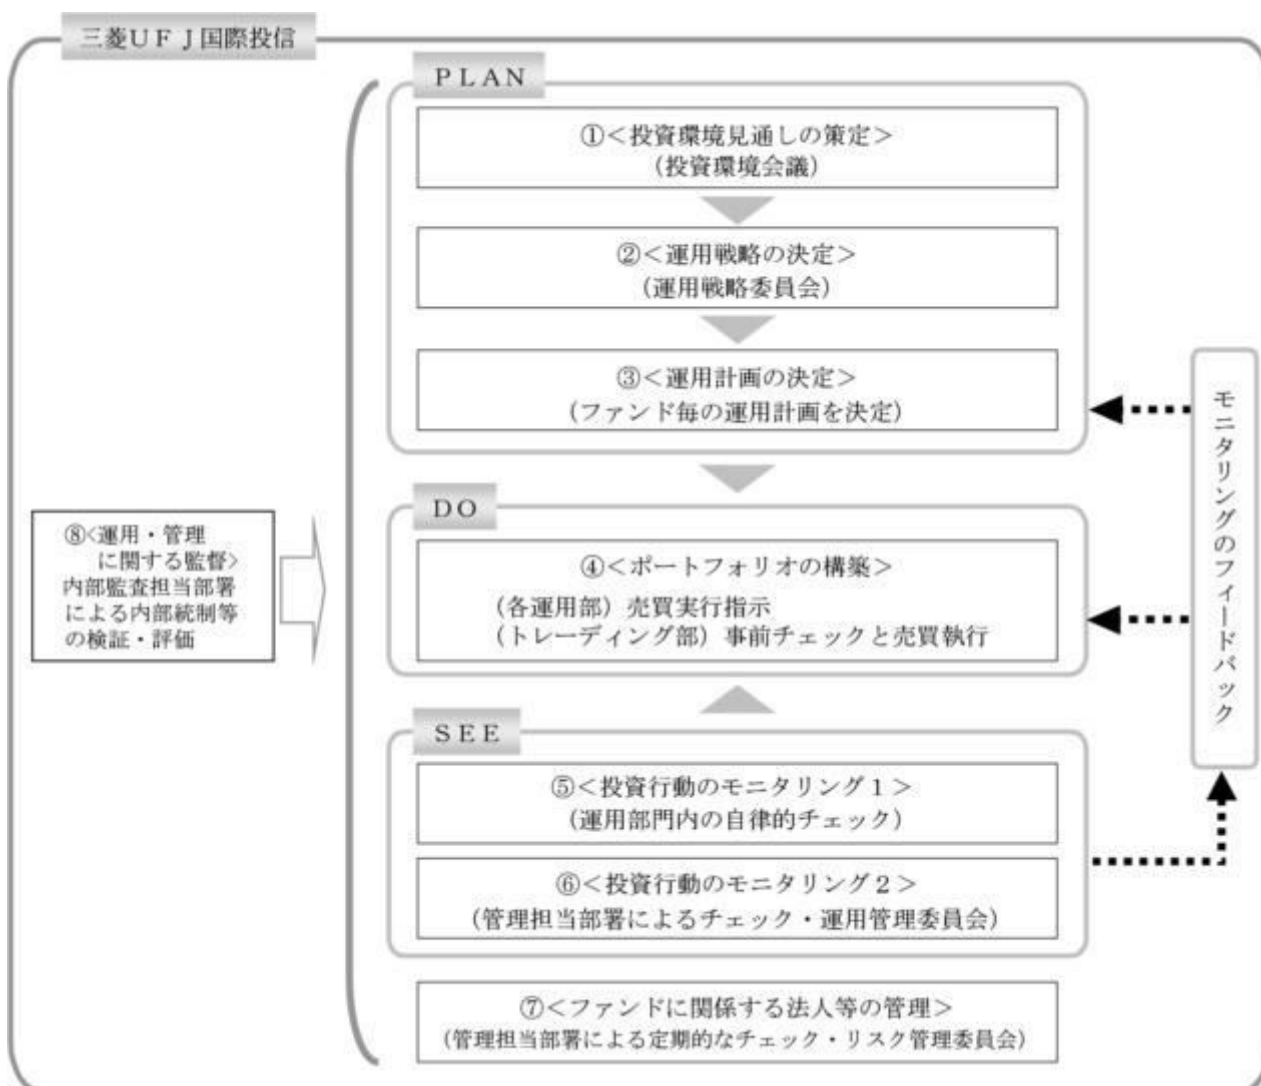 三菱UFJ国際投信
PLAN
①<投資環境見通しの策定>
(投資環境会議)
②<運用戦略の決定>
(運用戦略委員会)
③<運用計画の決定>
(ファンド毎の運用計画を決定)
DO
④<ポートフォリオの構築>
(各運用部)売買実行指示
(トレーディング部)事前チェックと売買執行
SEE
⑤<投資行動のモニタリング1>
(運用部門内の自律的チェック)
⑥<投資行動のモニタリング2>
(管理担当部署によるチェック・運用管理委員会)
⑦<ファンドに関係する法人等の管理>
(管理担当部署による定期的なチェック・リスク管理委員会)
⑧<運用・管理
に関する監督>
内部監査担当部署
による内部統制等
の検証・評価
モニタリングのフィードバック